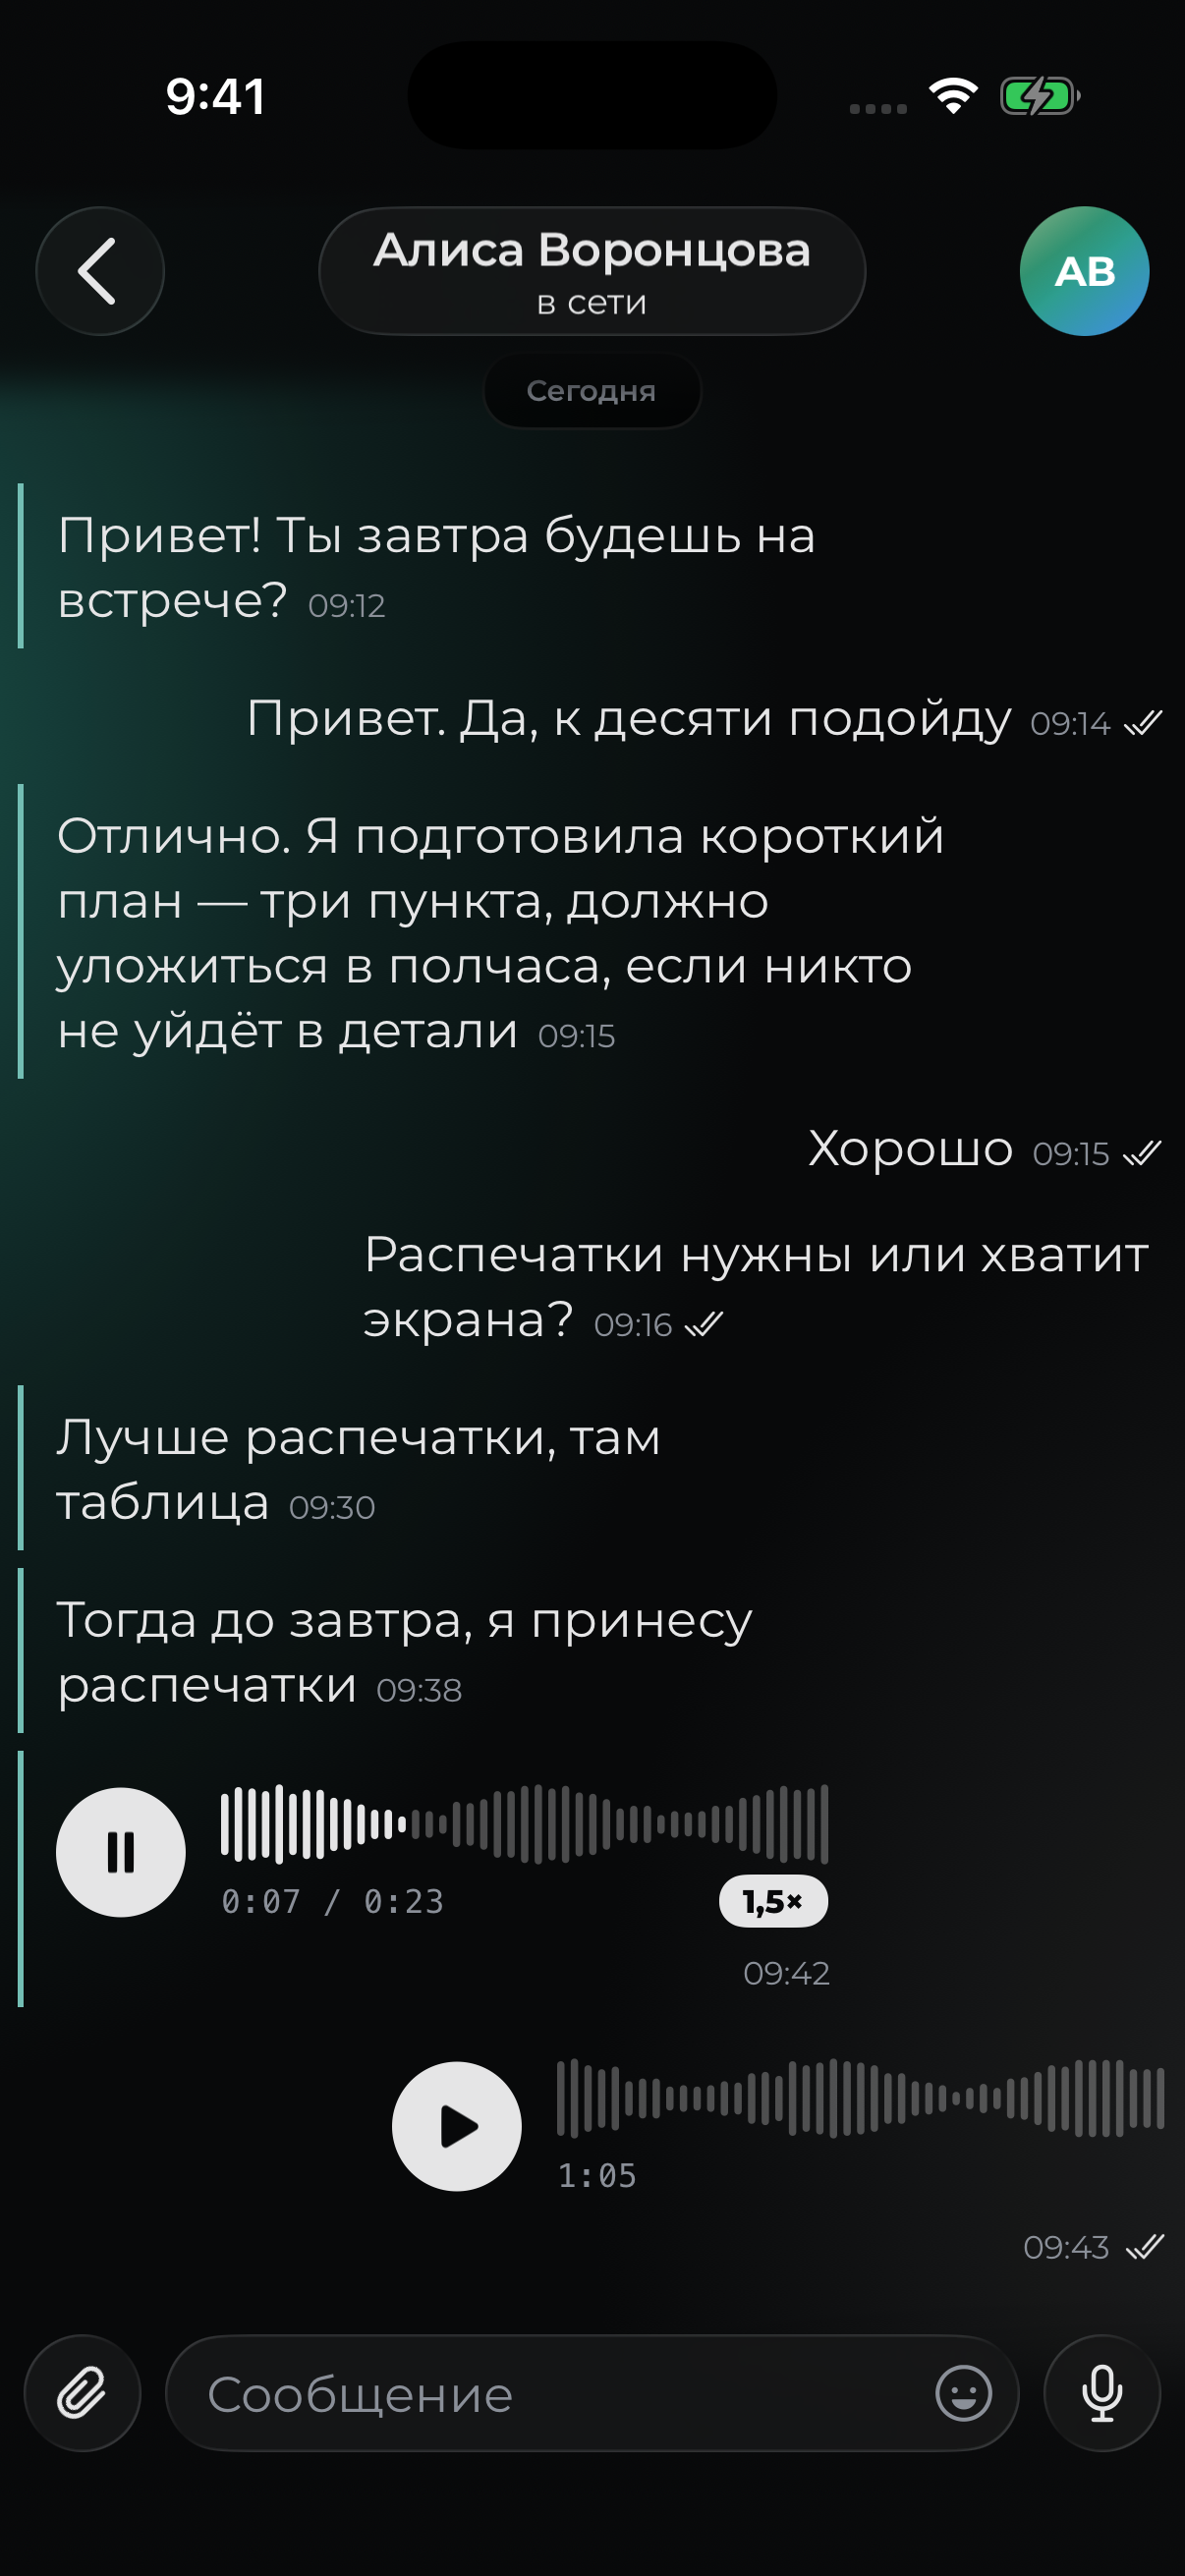 9:41
Алиса Воронцова
в сети
АВ
Сегодня
Привет! Ты завтра будешь на
встрече? 09:12
Привет. Да, к десяти подойду 09:14
Отлично. Я подготовила короткий
план — три пункта, должно
уложиться в полчаса, если никто
не уйдёт в детали 09:15
Хорошо 09:15
Распечатки нужны или хватит
экрана? 09:16
Лучше распечатки, там
таблица 09:30
Тогда до завтра, я принесу
распечатки 09:38
0:07 / 0:23
1,5×
09:42
1:05
09:43
Сообщение